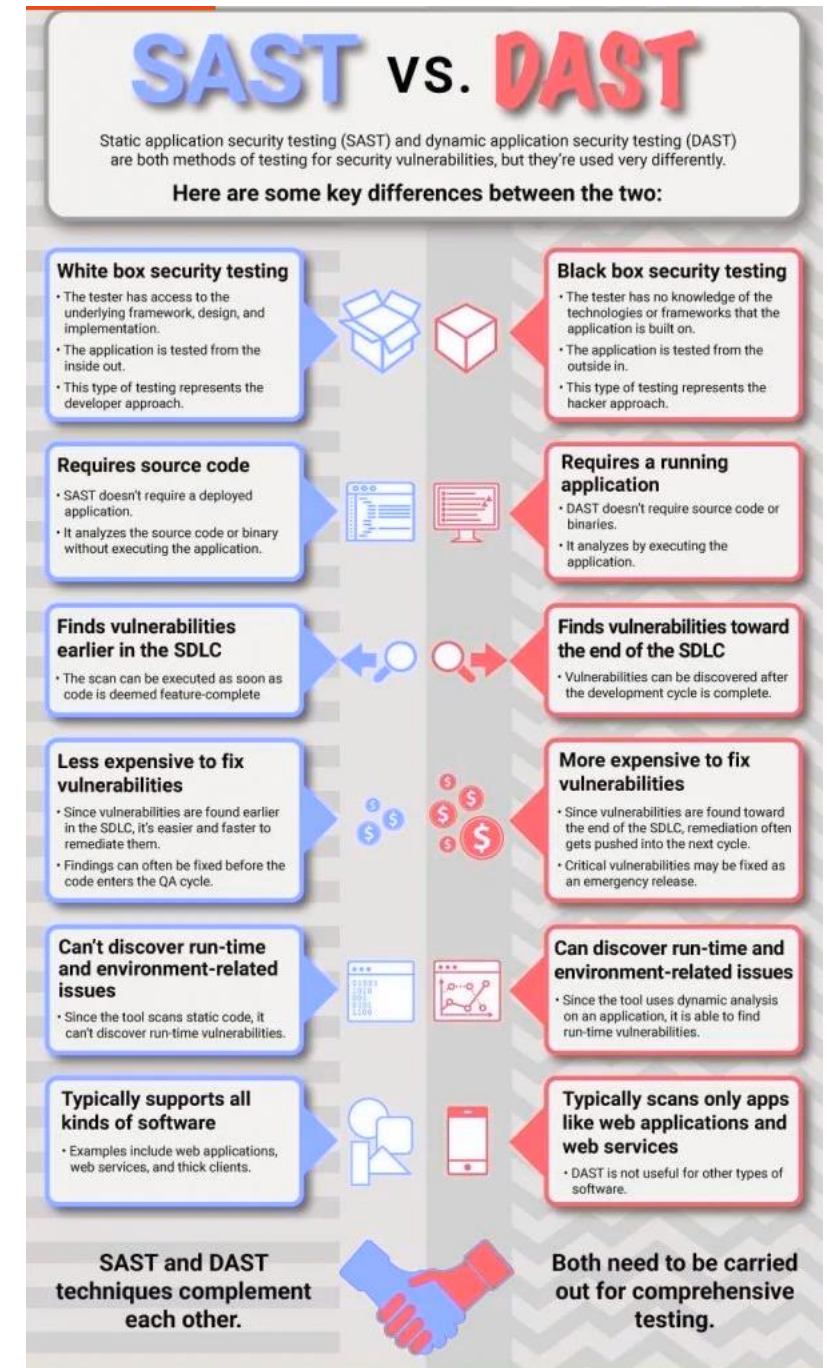 SAST VS. DAST
Static application security testing (SAST) and dynamic application security testing (DAST)
are both methods of testing for security vulnerabilities, but they're used very differently.
Here are some key differences between the two:
White box security testing
• The tester has access to the
underlying framework, design, and
implementation.
• The application is tested from the
inside out.
• This type of testing represents the
developer approach.
Black box security testing
• The tester has no knowledge of the
technologies or frameworks that the
application is built on.
• The application is tested from the
outside in.
• This type of testing represents the
hacker approach.
Requires source code
• SAST doesn't require a deployed
application.
• It analyzes the source code or binary
without executing the application.
Requires a running
application
• DAST doesn't require source code or
binaries.
• It analyzes by executing the
application.
Finds vulnerabilities
earlier in the SDLC
• The scan can be executed as soon as
code is deemed feature-complete
Finds vulnerabilities toward
the end of the SDLC
• Vulnerabilities can be discovered after
the development cycle is complete.
Less expensive to fix
vulnerabilities
• Since vulnerabilities are found earlier
in the SDLC, it's easier and faster to
remediate them.
• Findings can often be fixed before the
code enters the QA cycle.
$ $ $
$ $ $ $ $
More expensive to fix
vulnerabilities
• Since vulnerabilities are found toward
the end of the SDLC, remediation often
gets pushed into the next cycle.
• Critical vulnerabilities may be fixed as
an emergency release.
Can't discover run-time
and environment-related
issues
• Since the tool scans static code, it
can't discover run-time vulnerabilities.
Can discover run-time and
environment-related issues
• Since the tool uses dynamic analysis
on an application, it is able to find
run-time vulnerabilities.
Typically supports all
kinds of software
• Examples include web applications,
web services, and thick clients.
Typically scans only apps
like web applications and
web services
• DAST is not useful for other types of
software.
SAST and DAST
techniques complement
each other.
Both need to be carried
out for comprehensive
testing.